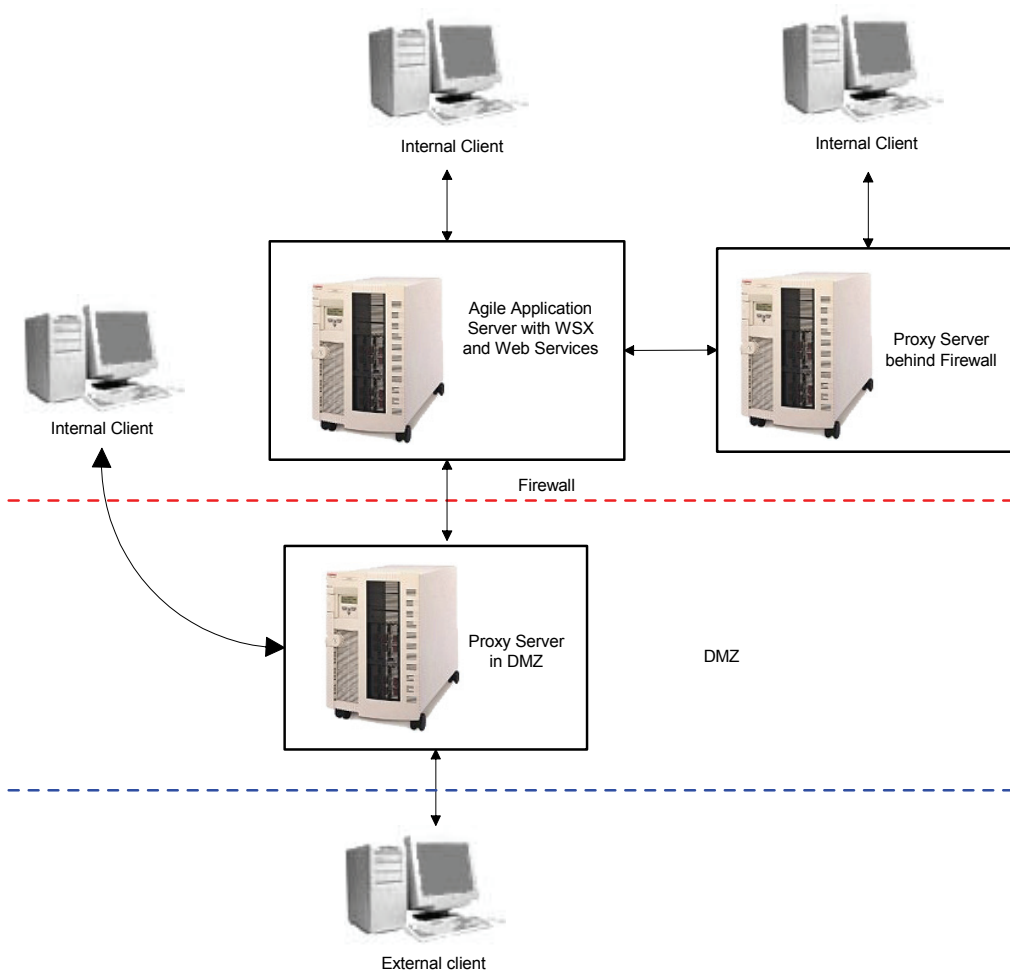 Internal Client
Internal Client
Agile Application
Server with WSX
and Web Services
Proxy Server
behind Firewall
Internal Client
Firewall
Proxy Server
in DMZ
DMZ
External client